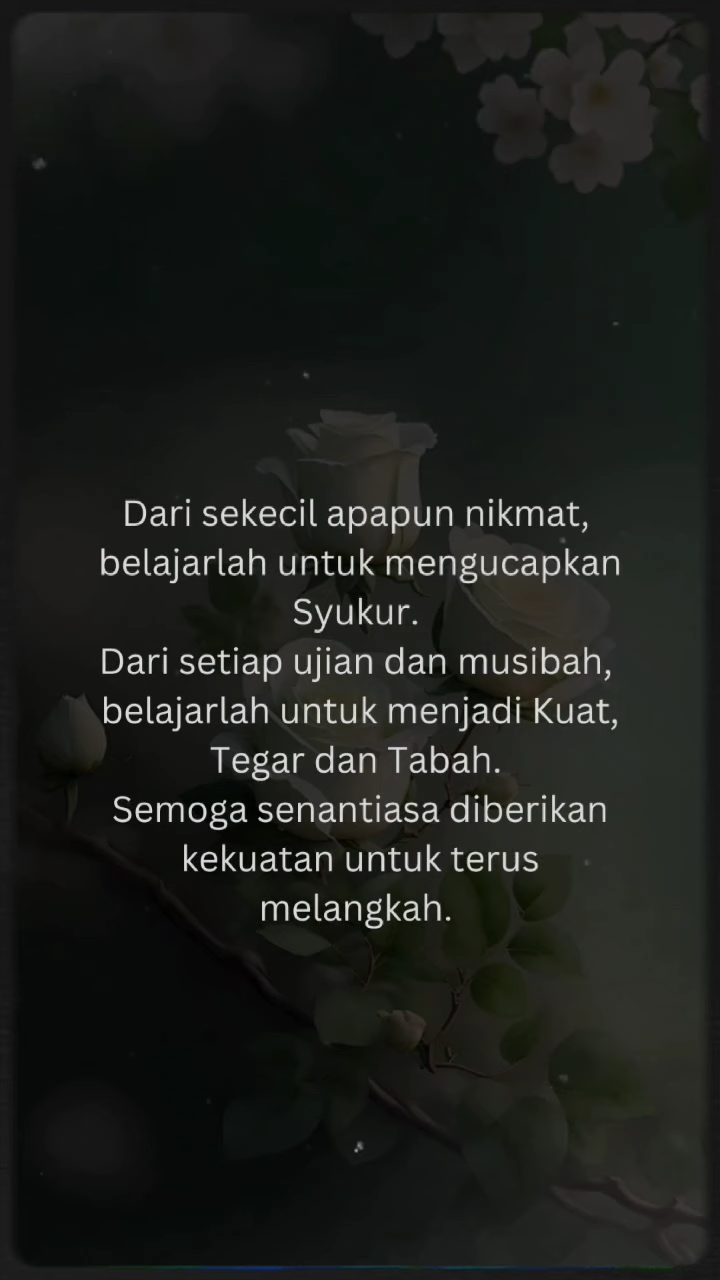 Dari sekecil apapun nikmat,
belajarlah untuk mengucapkan
Syukur.
Dari setiap ujian dan musibah,
belajarlah untuk menjadi Kuat,
Tegar dan Tabah.
Semoga senantiasa diberikan
kekuatan untuk terus
melangkah.